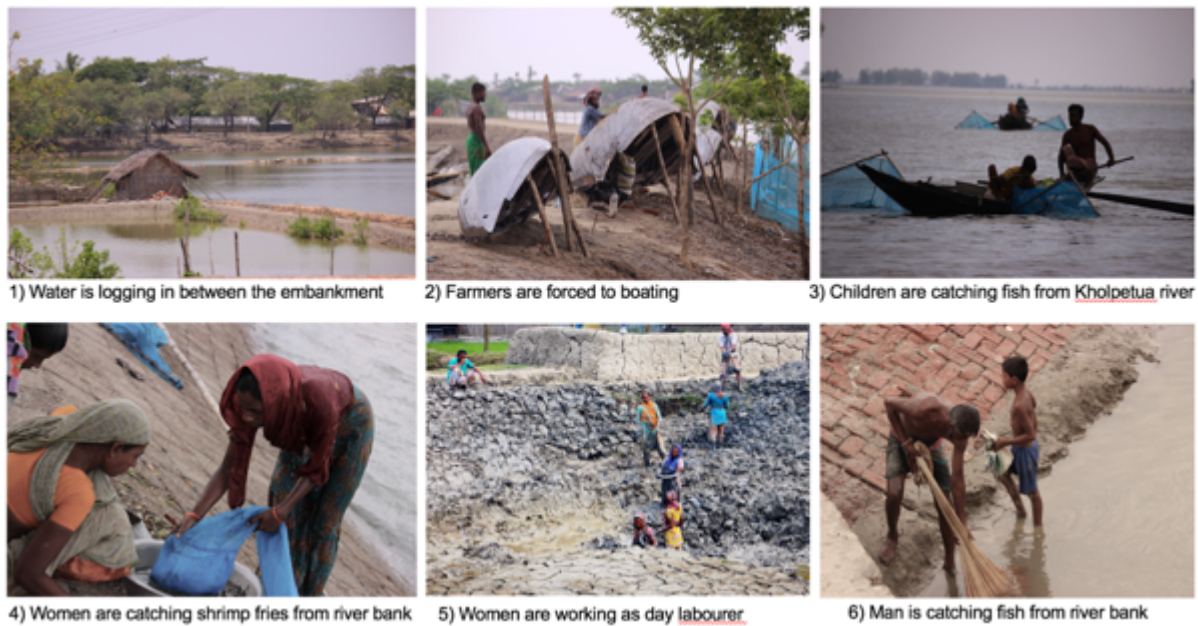 1) Water is logging in between the embankment
2) Farmers are forced to boating
3) Children are catching fish from Kholpetua river
4) Women are catching shrimp fries from river bank
5) Women are working as day labourer
6) Man is catching fish from river bank